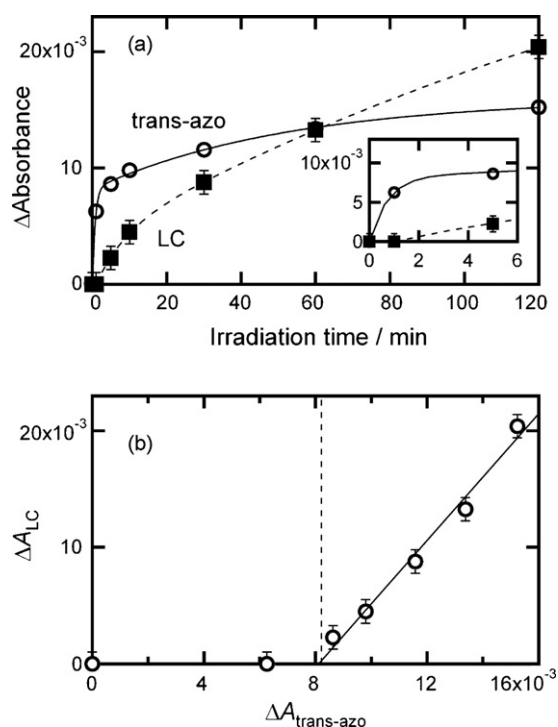 (a)
20x10⁻³
10
0
ΔAbsorbance
trans-azo
LC
10x10⁻³
5
0
0 2 4 6
0 20 40 60 80 100 120
Irradiation time / min
(b)
20x10⁻³
10
0
ΔA_LC
0 4 8 12 16x10⁻³
ΔA_trans-azo